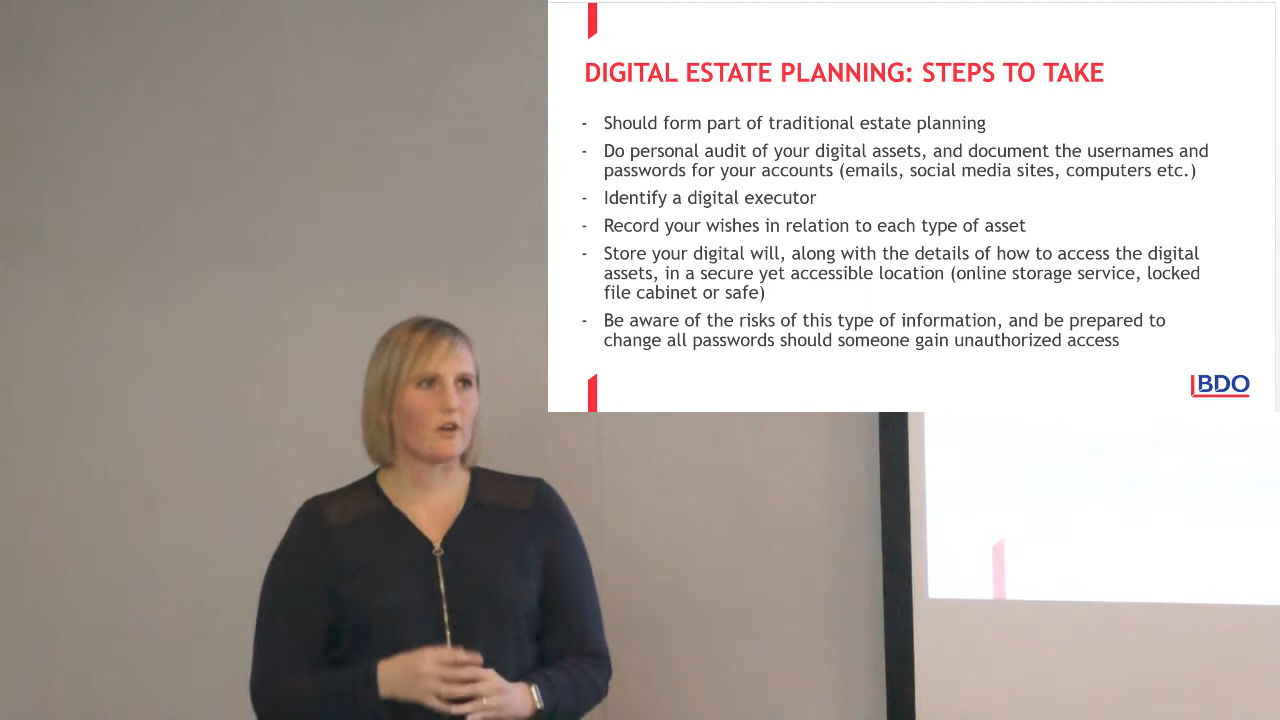 DIGITAL ESTATE PLANNING: STEPS TO TAKE
- Should form part of traditional estate planning
- Do personal audit of your digital assets, and document the usernames and
passwords for your accounts (emails, social media sites, computers etc.)
- Identify a digital executor
- Record your wishes in relation to each type of asset
- Store your digital will, along with the details of how to access the digital
assets, in a secure yet accessible location (online storage service, locked
file cabinet or safe)
- Be aware of the risks of this type of information, and be prepared to
change all passwords should someone gain unauthorized access
BDO